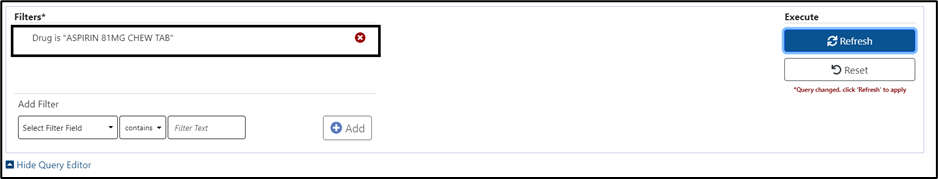 Filters*
Drug is "ASPIRIN 81MG CHEW TAB"
Add Filter
Select Filter Field contains Filter Text Add
Execute
Refresh
Reset
*Query changed, click 'Refresh' to apply
Hide Query Editor